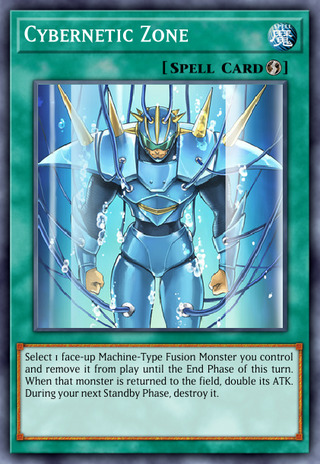 Cybernetic Zone
魔
[Spell Card]
Select 1 face-up Machine-Type Fusion Monster you control
and remove it from play until the End Phase of this turn.
When that monster is returned to the field, double its ATK.
During your next Standby Phase, destroy it.